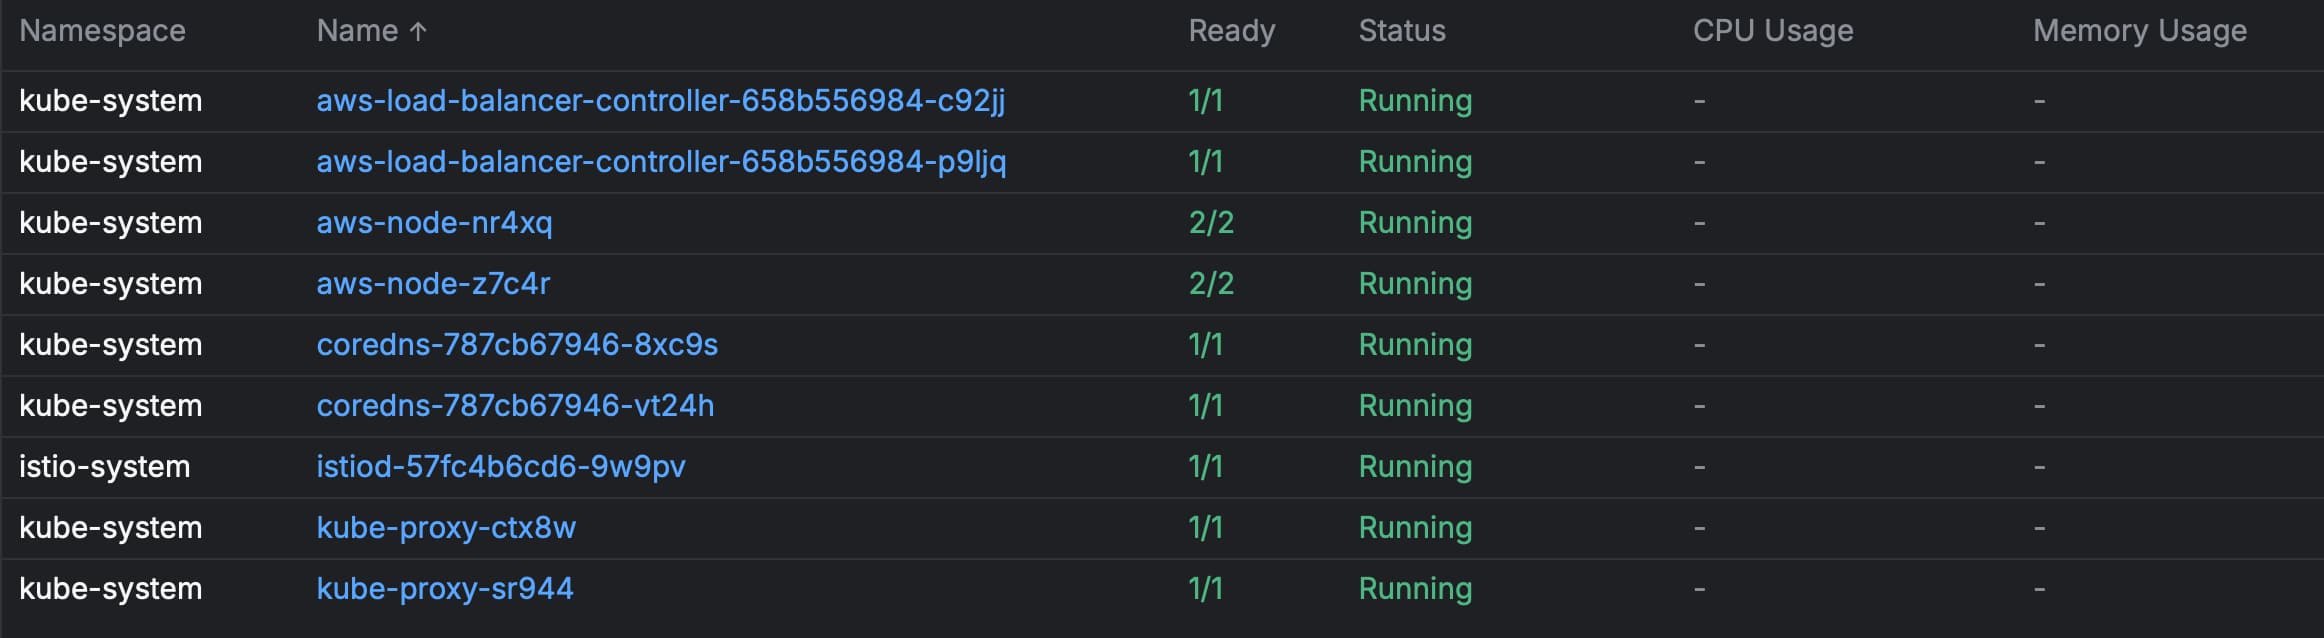 Namespace Name ↑ Ready Status CPU Usage Memory Usage
kube-system aws-load-balancer-controller-658b556984-c92jj 1/1 Running - -
kube-system aws-load-balancer-controller-658b556984-p9ljq 1/1 Running - -
kube-system aws-node-nr4xq 2/2 Running - -
kube-system aws-node-z7c4r 2/2 Running - -
kube-system coredns-787cb67946-8xc9s 1/1 Running - -
kube-system coredns-787cb67946-vt24h 1/1 Running - -
istio-system istiod-57fc4b6cd6-9w9pv 1/1 Running - -
kube-system kube-proxy-ctx8w 1/1 Running - -
kube-system kube-proxy-sr944 1/1 Running - -